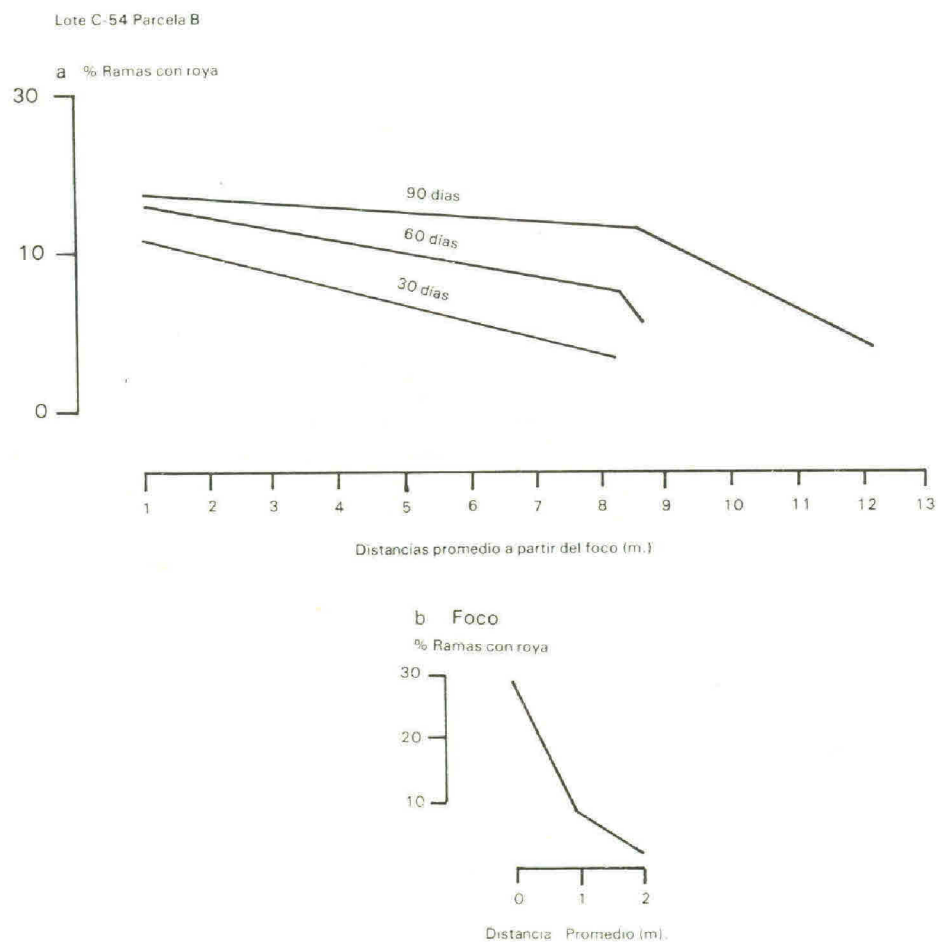 Lote C-54 Parcela B
a % Ramas con roya
30
90 días
60 días
10
30 días
0
1 2 3 4 5 6 7 8 9 10 11 12 13
Distancias promedio a partir del foco (m.)
b Foco
% Ramas con roya
30
20
10
0 1 2
Distancia Promedio (m).